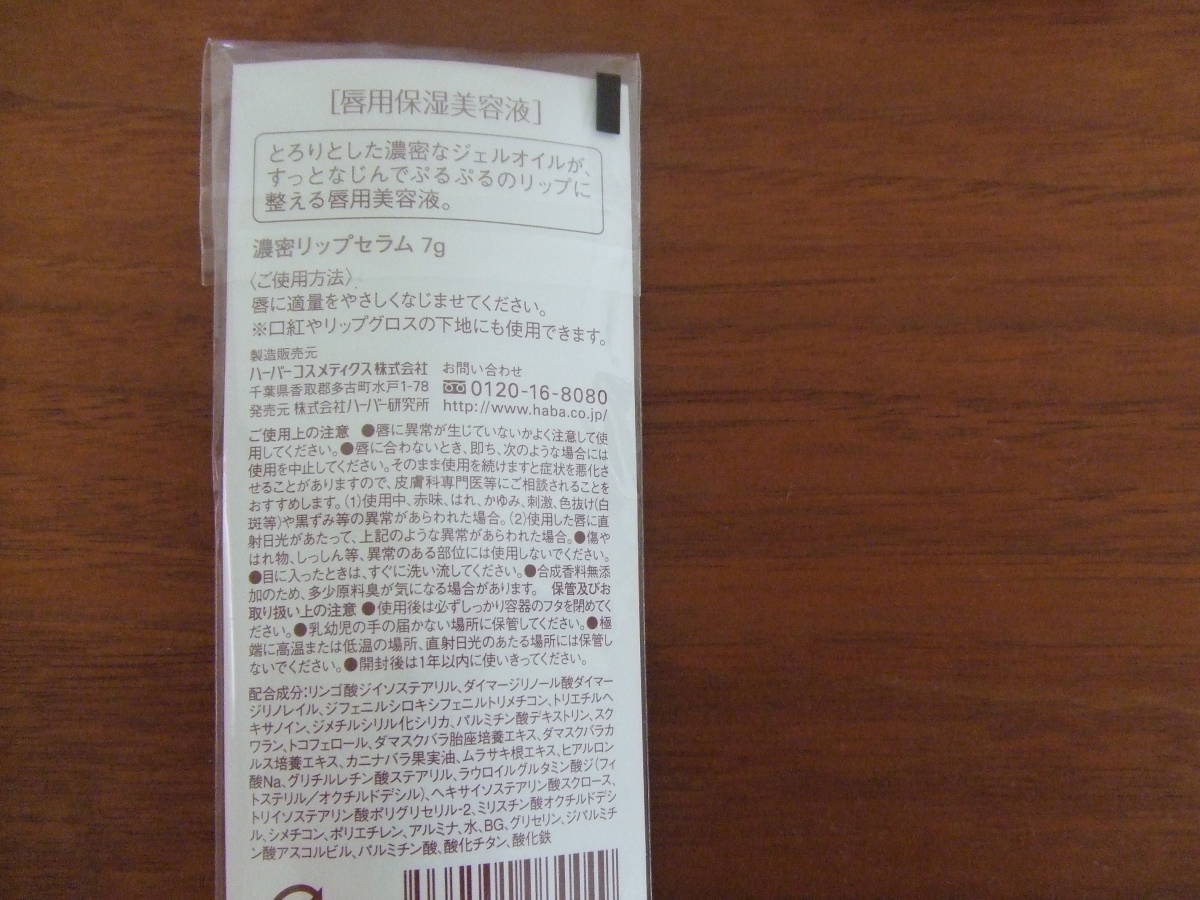 [唇用保湿美容液]
とろりとした濃密なジェルオイルが、
すっとなじんでぷるぷるのリップに
整える唇用美容液。
濃密リップセラム 7g
〈ご使用方法〉
唇に適量をやさしくなじませてください。
※口紅やリップグロスの下地にも使用できます。
製造販売元
ハーバーコスメティクス株式会社
千葉県香取郡多古町水戸1-78
発売元 株式会社ハーバー研究所
お問い合わせ
0120-16-8080
http://www.haba.co.jp/
ご使用上の注意 ●唇に異常が生じていないかよく注意して使
用してください。●唇に合わないとき、即ち、次のような場合には
使用を中止してください。そのまま使用を続けますと症状を悪化さ
せることがありますので、皮膚科専門医等にご相談されることを
おすすめします。(1)使用中、赤味、はれ、かゆみ、刺激、色抜け(白
斑等)や黒ずみ等の異常があらわれた場合。(2)使用した唇に直
射日光があたって、上記のような異常があらわれた場合。●傷や
はれ物、しっしん等、異常のある部位には使用しないでください。
●目に入ったときは、すぐに洗い流してください。●合成香料無添
加のため、多少原料臭が気になる場合があります。 保管及びお
取り扱い上の注意 ●使用後は必ずしっかり容器のフタを閉めてく
ださい。●乳幼児の手の届かない場所に保管してください。●極
端に高温または低温の場所、直射日光のあたる場所には保管し
ないでください。●開封後は1年以内に使いきってください。
配合成分:リンゴ酸ジイソステアリル、ダイマージリノール酸ダイマー
ジリノレイル、ジフェニルシロキシフェニルトリメチコン、トリエチルヘ
キサノイン、ジメチルシリル化シリカ、パルミチン酸デキストリン、スク
ワラン、トコフェロール、ダマスクバラ胎座培養エキス、ダマスクバラカ
ルス培養エキス、カニナバラ果実油、ムラサキ根エキス、ヒアルロン
酸Na、グリチルレチン酸ステアリル、ラウロイルグルタミン酸ジ(フィ
トステリル/オクチルドデシル)、ヘキサイソステアリン酸スクロース、
トリイソステアリン酸ポリグリセリル-2、ミリスチン酸オクチルドデシ
ル、シメチコン、ポリエチレン、アルミナ、水、BG、グリセリン、ジパルミチ
ン酸アスコルビル、パルミチン酸、酸化チタン、酸化鉄